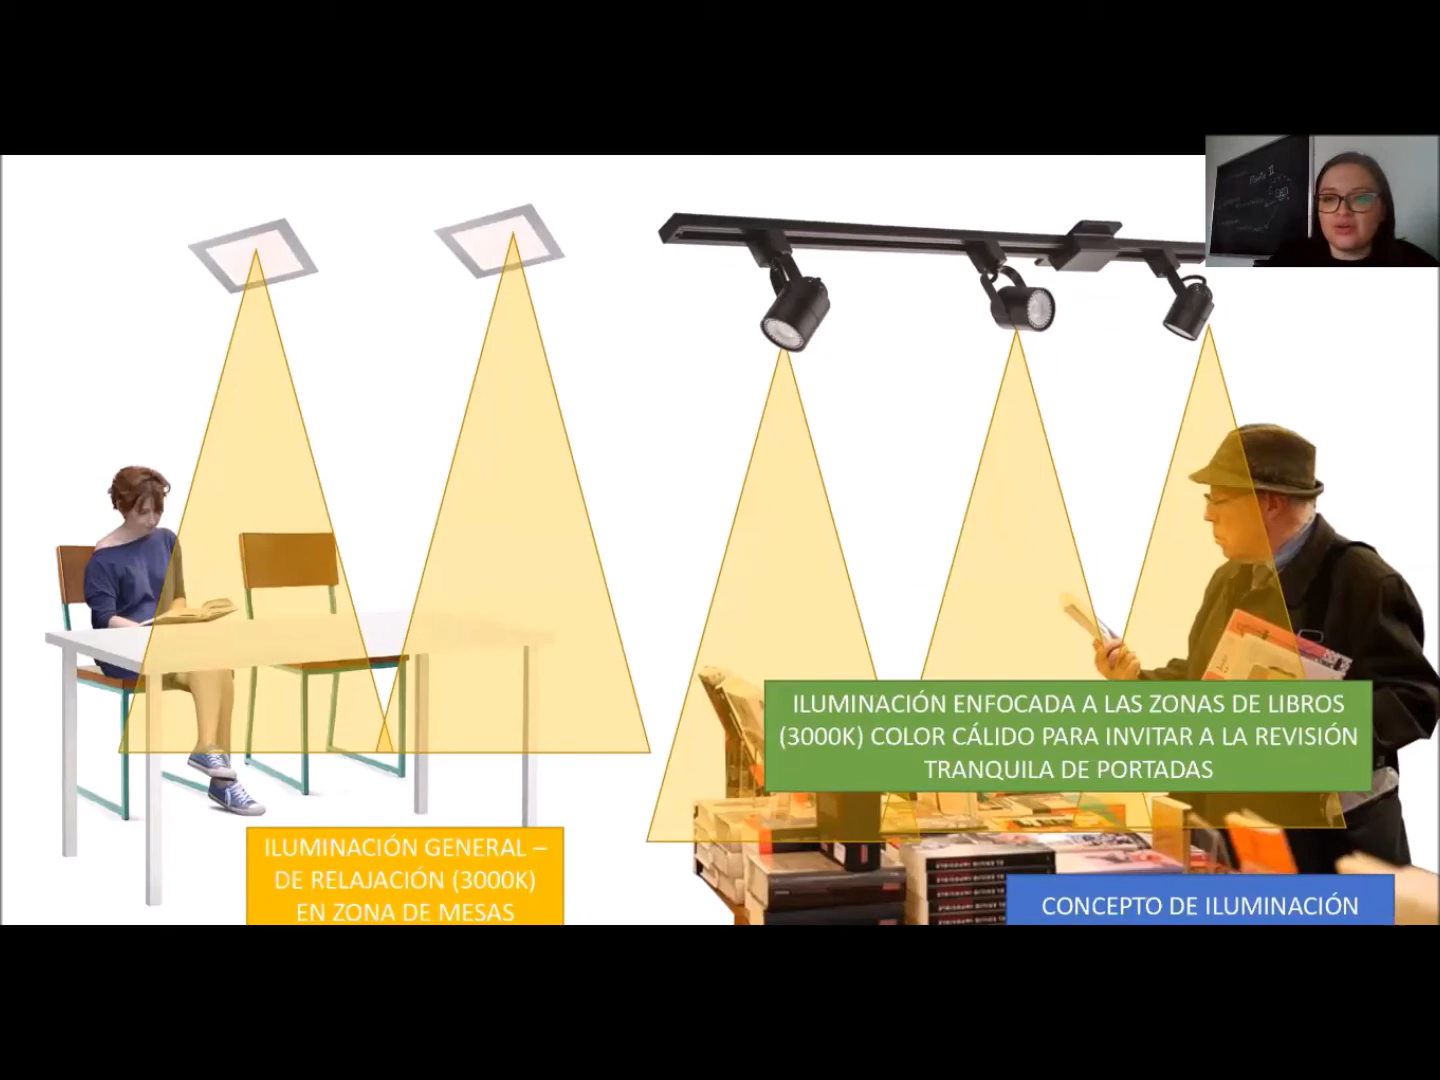 ILUMINACIÓN ENFOCADA A LAS ZONAS DE LIBROS
(3000K) COLOR CÁLIDO PARA INVITAR A LA REVISIÓN
TRANQUILA DE PORTADAS
ILUMINACIÓN GENERAL –
DE RELAJACIÓN (3000K)
EN ZONA DE MESAS
CONCEPTO DE ILUMINACIÓN